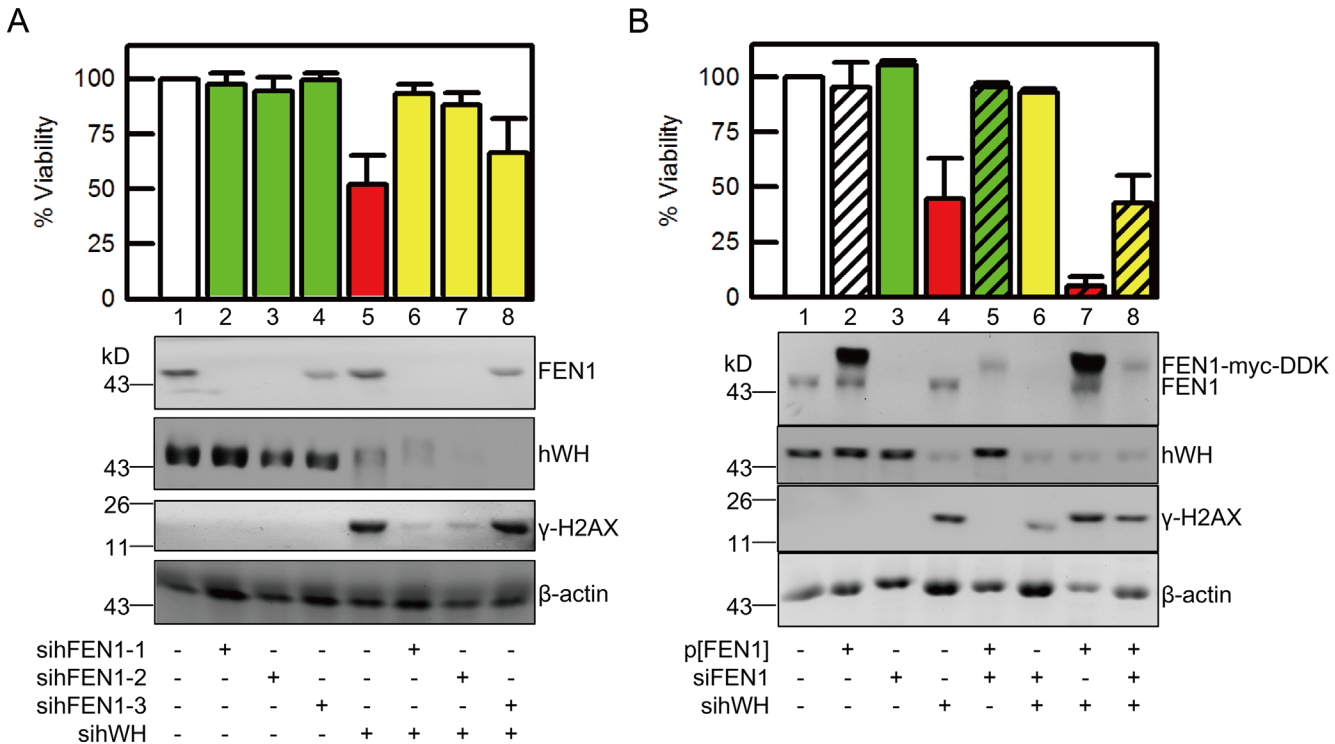 A
% Viability
100
75
50
25
0
1 2 3 4 5 6 7 8
kD
43
FEN1
43
hWH
26
11
γ-H2AX
43
β-actin
sihFEN1-1 - + - - - + - -
sihFEN1-2 - - + - - - + -
sihFEN1-3 - - - + - - - +
sihWH - - - - + + + +
B
% Viability
100
75
50
25
0
1 2 3 4 5 6 7 8
kD
FEN1-myc-DDK
43
FEN1
43
hWH
26
11
γ-H2AX
43
β-actin
p[FEN1] - + - - + - + +
siFEN1 - - + - + + - +
sihWH - - - + - + + +